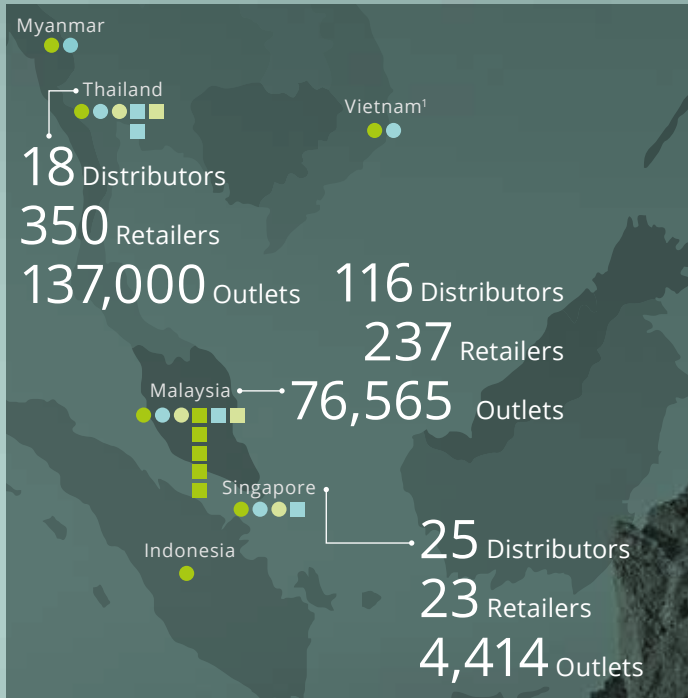 Myanmar
Thailand
Vietnam¹
18 Distributors
350 Retailers
137,000 Outlets
116 Distributors
237 Retailers
76,565 Outlets
Malaysia
Singapore
Indonesia
25 Distributors
23 Retailers
4,414 Outlets